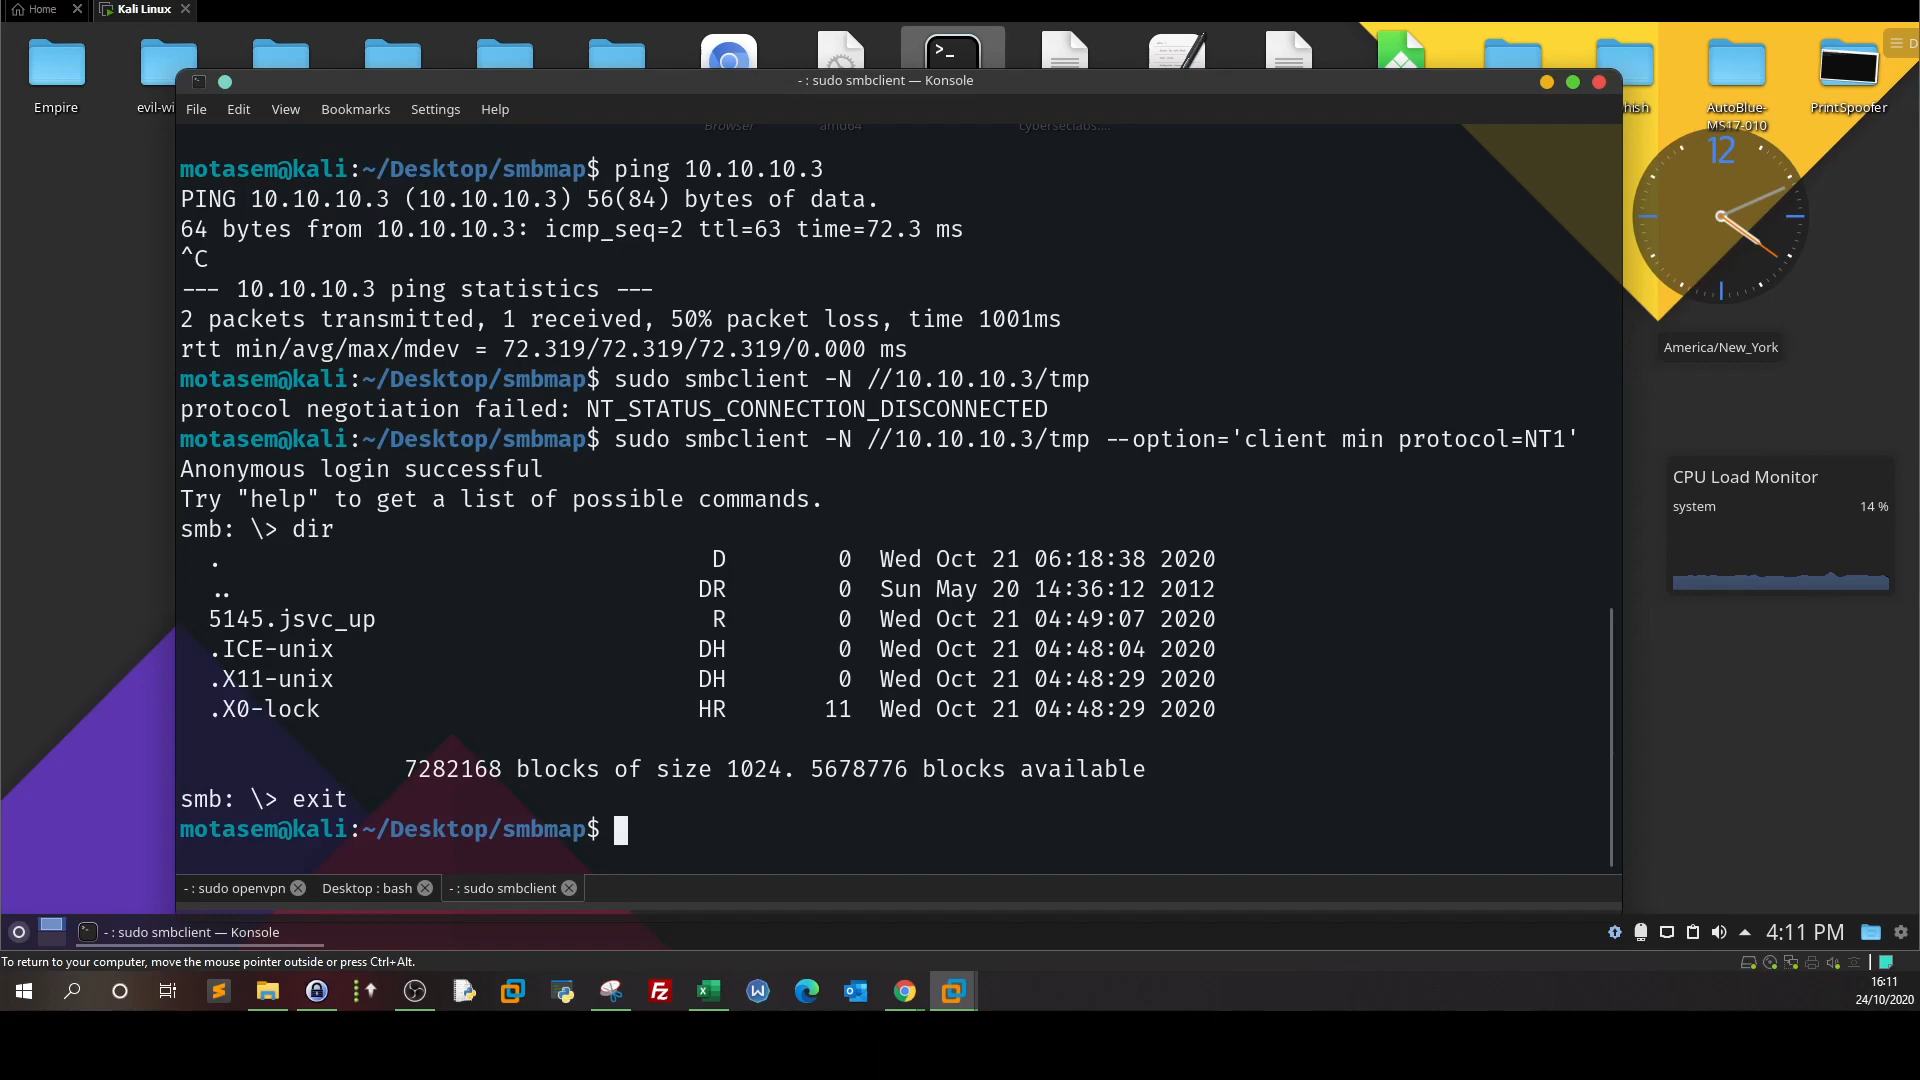 Home
Kali Linux
D
Empire
evil-wi
hish
AutoBlue-
MS17-010
PrintSpoofer
- : sudo smbclient — Konsole
File Edit View Bookmarks Settings Help
Browser amd64 cyberseclabs....
motasem@kali:~/Desktop/smbmap$ ping 10.10.10.3
PING 10.10.10.3 (10.10.10.3) 56(84) bytes of data.
64 bytes from 10.10.10.3: icmp_seq=2 ttl=63 time=72.3 ms
^C
--- 10.10.10.3 ping statistics ---
2 packets transmitted, 1 received, 50% packet loss, time 1001ms
rtt min/avg/max/mdev = 72.319/72.319/72.319/0.000 ms
motasem@kali:~/Desktop/smbmap$ sudo smbclient -N //10.10.10.3/tmp
protocol negotiation failed: NT_STATUS_CONNECTION_DISCONNECTED
motasem@kali:~/Desktop/smbmap$ sudo smbclient -N //10.10.10.3/tmp --option='client min protocol=NT1'
Anonymous login successful
Try "help" to get a list of possible commands.
smb: \> dir
. D 0 Wed Oct 21 06:18:38 2020
.. DR 0 Sun May 20 14:36:12 2012
5145.jsvc_up R 0 Wed Oct 21 04:49:07 2020
.ICE-unix DH 0 Wed Oct 21 04:48:04 2020
.X11-unix DH 0 Wed Oct 21 04:48:29 2020
.X0-lock HR 11 Wed Oct 21 04:48:29 2020
7282168 blocks of size 1024. 5678776 blocks available
smb: \> exit
motasem@kali:~/Desktop/smbmap$
- : sudo openvpn
Desktop : bash
- : sudo smbclient
12
America/New_York
CPU Load Monitor
system 14 %
- : sudo smbclient — Konsole
4:11 PM
To return to your computer, move the mouse pointer outside or press Ctrl+Alt.
16:11
24/10/2020